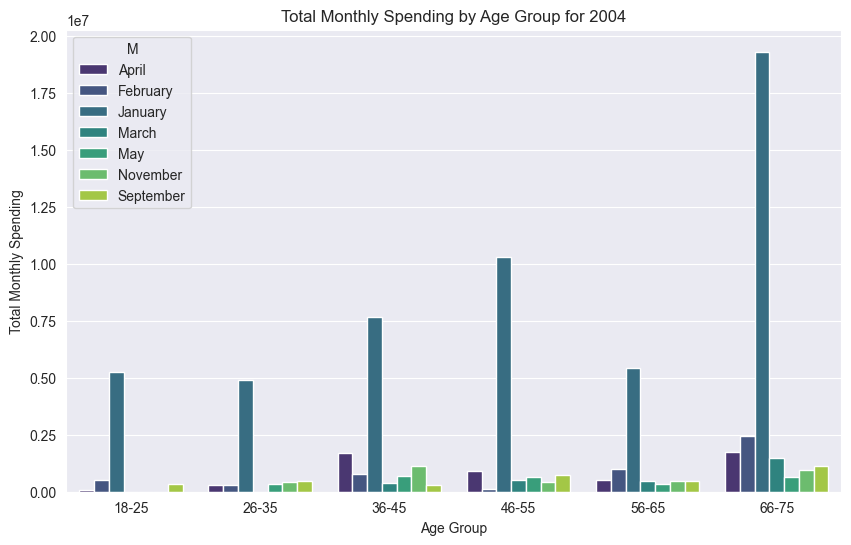 Total Monthly Spending by Age Group for 2004
1e7
2.00
1.75
1.50
1.25
1.00
0.75
0.50
0.25
0.00
Total Monthly Spending
M
April
February
January
March
May
November
September
18-25
26-35
36-45
46-55
56-65
66-75
Age Group